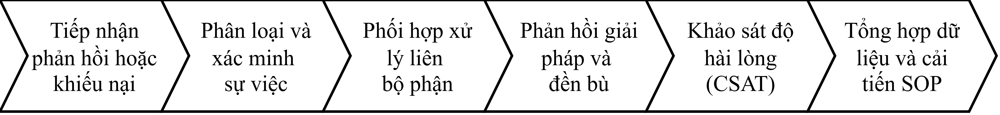 Tiếp nhận
phản hồi hoặc
khiếu nại
Phân loại và
xác minh
sự việc
Phối hợp xử
lý liên
bộ phận
Phản hồi giải
pháp và
đền bù
Khảo sát độ
hài lòng
(CSAT)
Tổng hợp dữ
liệu và cải
tiến SOP